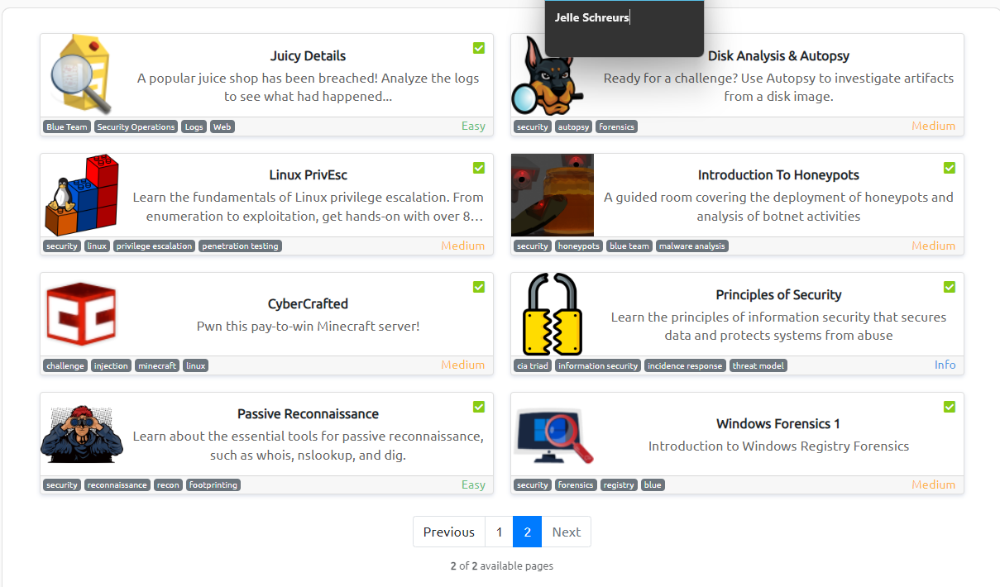 Jelle Schreurs
Juicy Details
A popular juice shop has been breached! Analyze the logs
to see what had happened...
Blue Team Security Operations Logs Web
Easy
Disk Analysis & Autopsy
Ready for a challenge? Use Autopsy to investigate artifacts
from a disk image.
security autopsy forensics
Medium
Linux PrivEsc
Learn the fundamentals of Linux privilege escalation. From
enumeration to exploitation, get hands-on with over 8...
security linux privilege escalation penetration testing
Medium
Introduction To Honeypots
A guided room covering the deployment of honeypots and
analysis of botnet activities
security honeypots blue team malware analysis
Medium
CyberCrafted
Pwn this pay-to-win Minecraft server!
challenge injection minecraft linux
Medium
Principles of Security
Learn the principles of information security that secures
data and protects systems from abuse
cia triad information security incidence response threat model
Info
Passive Reconnaissance
Learn about the essential tools for passive reconnaissance,
such as whois, nslookup, and dig.
security reconnaissance recon footprinting
Easy
Windows Forensics 1
Introduction to Windows Registry Forensics
security forensics registry blue
Medium
Previous 1 2 Next
2 of 2 available pages